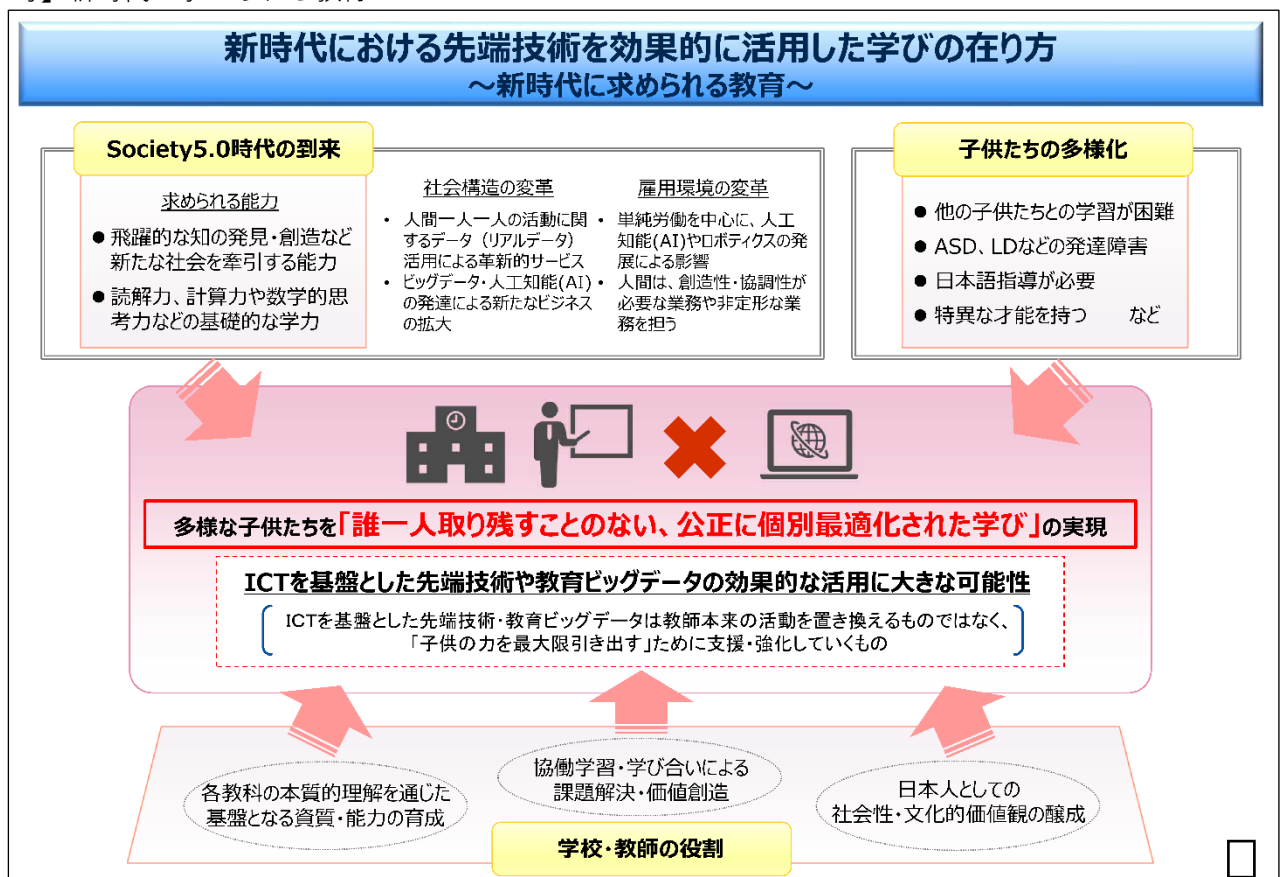 新時代における先端技術を効果的に活用した学びの在り方
～新時代に求められる教育～
Society5.0時代の到来
求められる能力
● 飛躍的な知の発見・創造など
新たな社会を牽引する能力
● 読解力、計算力や数学的思
考力などの基礎的な学力
社会構造の変革
• 人間一人一人の活動に関
するデータ（リアルデータ）
活用による革新的サービス
• ビッグデータ・人工知能(AI)
の発達による新たなビジネス
の拡大
雇用環境の変革
• 単純労働を中心に、人工
知能(AI)やロボティクスの発
展による影響
• 人間は、創造性・協調性が
必要な業務や非定形な業
務を担う
子供たちの多様化
● 他の子供たちとの学習が困難
● ASD、LDなどの発達障害
● 日本語指導が必要
● 特異な才能を持つ　など
多様な子供たちを「誰一人取り残すことのない、公正に個別最適化された学び」の実現
ICTを基盤とした先端技術や教育ビッグデータの効果的な活用に大きな可能性
ICTを基盤とした先端技術・教育ビッグデータは教師本来の活動を置き換えるものではなく、
「子供の力を最大限引き出す」ために支援・強化していくもの
各教科の本質的理解を通じた
基盤となる資質・能力の育成
協働学習・学び合いによる
課題解決・価値創造
日本人としての
社会性・文化的価値観の醸成
学校・教師の役割